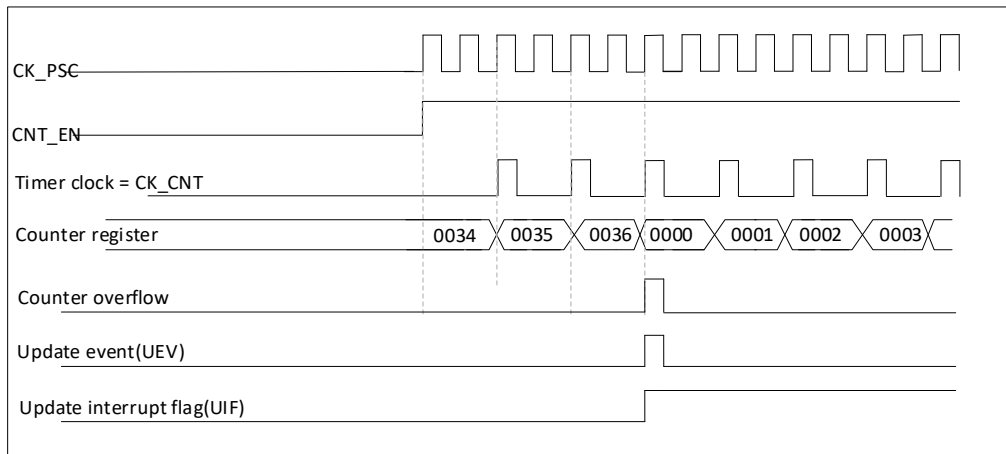 CK_PSC
CNT_EN
Timer clock = CK_CNT
Counter register 0034 0035 0036 0000 0001 0002 0003
Counter overflow
Update event(UEV)
Update interrupt flag(UIF)